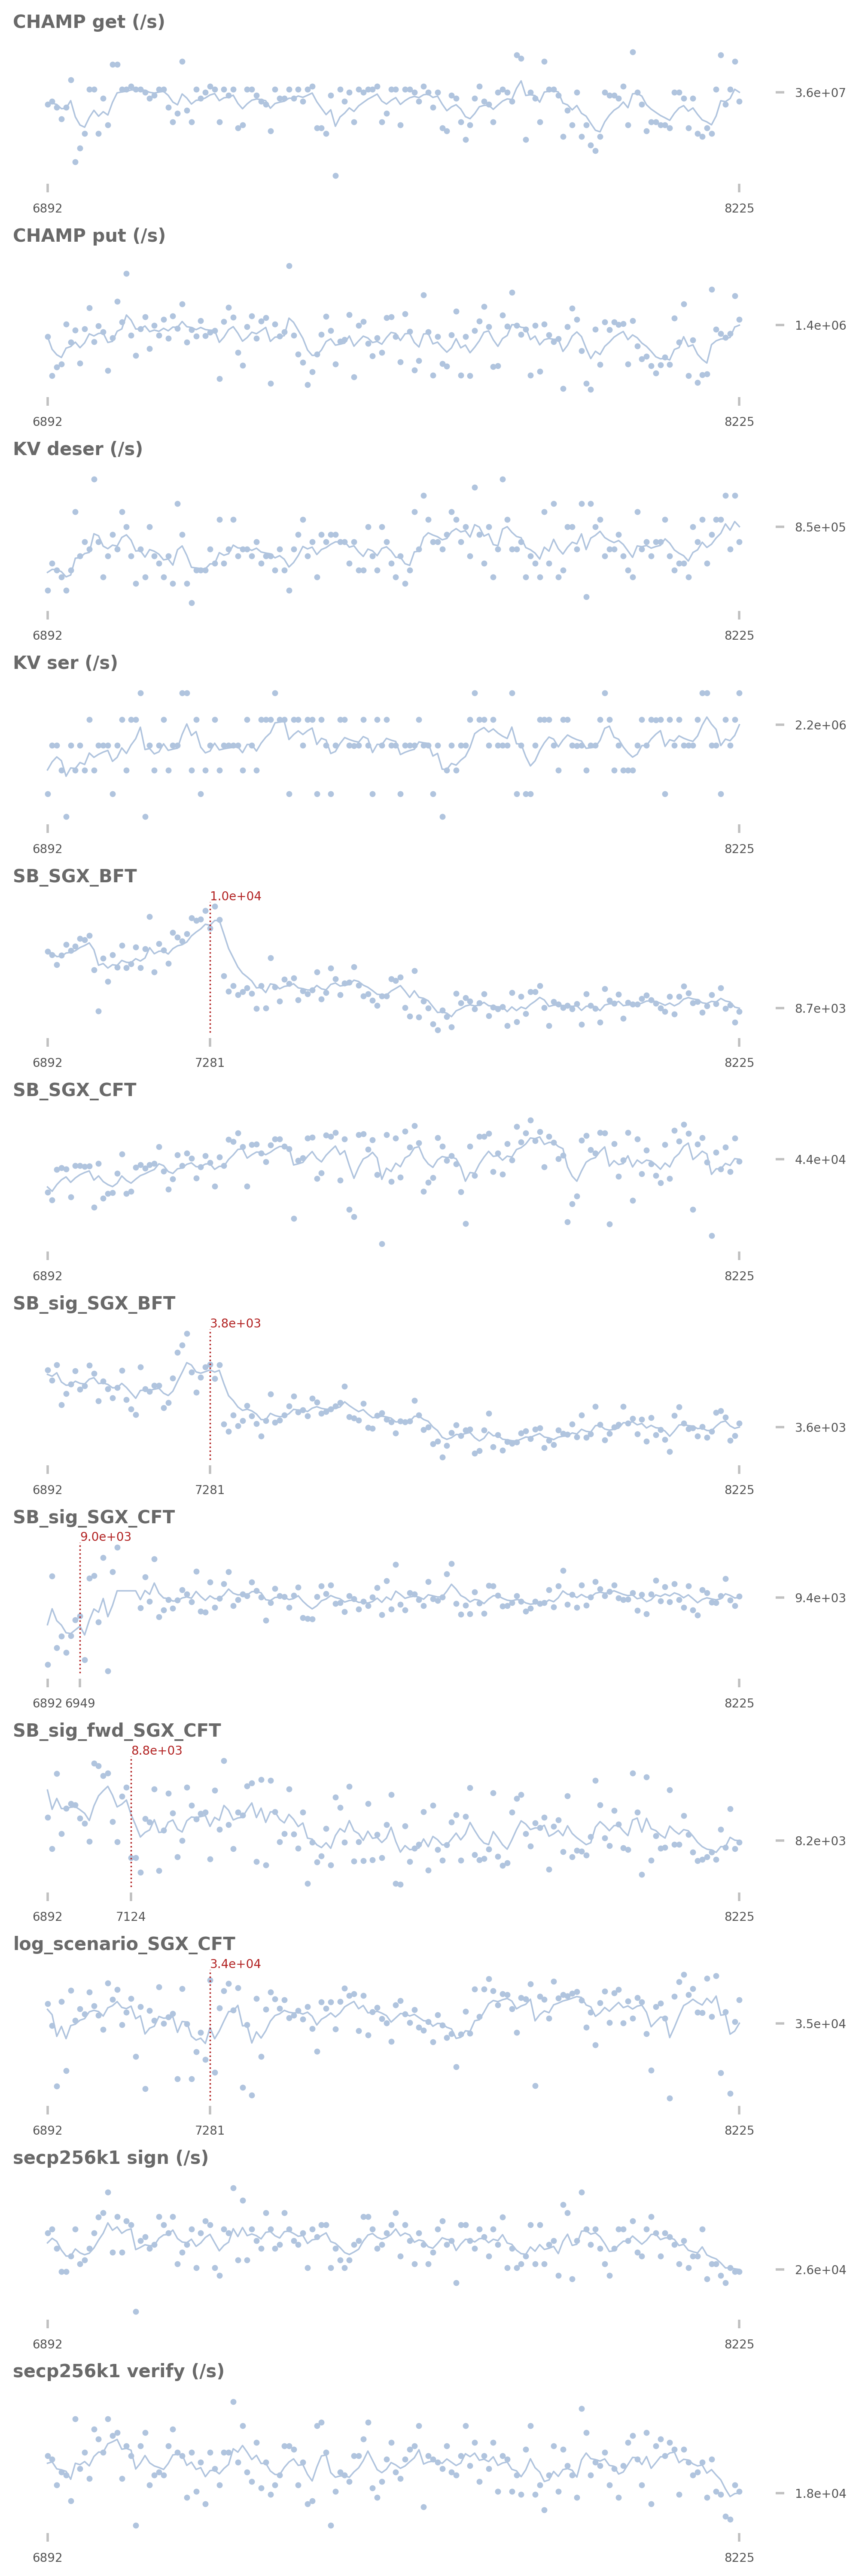 CHAMP get (/s)
3.6e+07
6892 8225
CHAMP put (/s)
1.4e+06
6892 8225
KV deser (/s)
8.5e+05
6892 8225
KV ser (/s)
2.2e+06
6892 8225
SB_SGX_BFT
1.0e+04
8.7e+03
6892 7281 8225
SB_SGX_CFT
4.4e+04
6892 8225
SB_sig_SGX_BFT
3.8e+03
3.6e+03
6892 7281 8225
SB_sig_SGX_CFT
9.0e+03
9.4e+03
6892 6949 8225
SB_sig_fwd_SGX_CFT
8.8e+03
8.2e+03
6892 7124 8225
log_scenario_SGX_CFT
3.4e+04
3.5e+04
6892 7281 8225
secp256k1 sign (/s)
2.6e+04
6892 8225
secp256k1 verify (/s)
1.8e+04
6892 8225